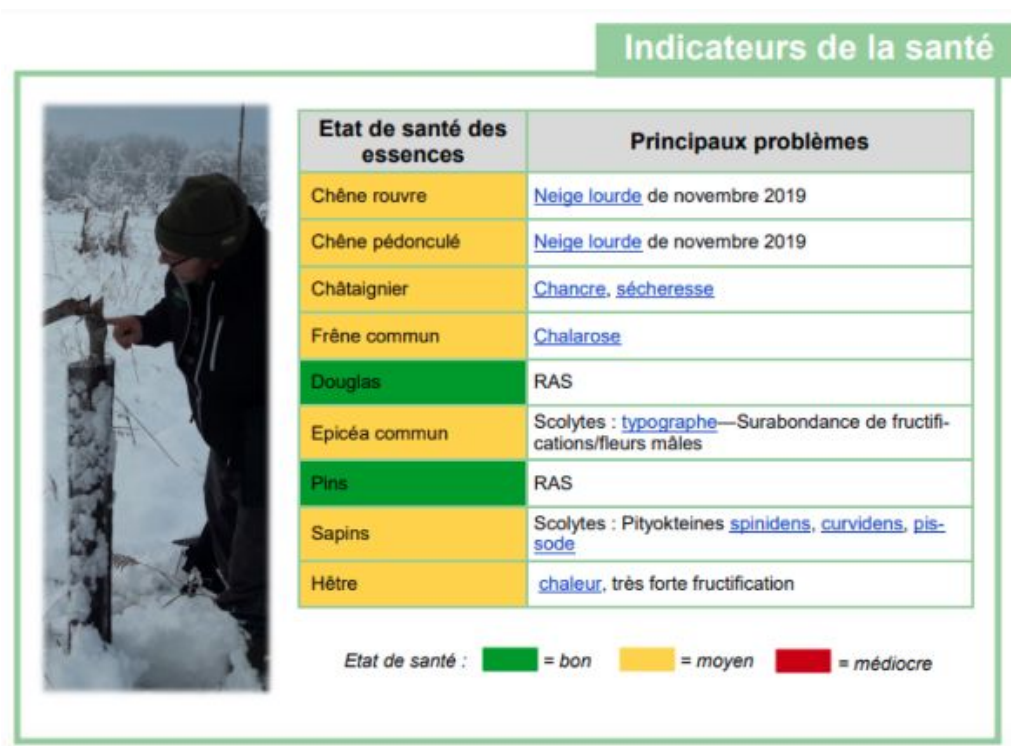 Indicateurs de la santé
Etat de santé des
essences
Principaux problèmes
Chêne rouvre
Neige lourde de novembre 2019
Chêne pédonculé
Neige lourde de novembre 2019
Châtaignier
Chancre, sécheresse
Frêne commun
Chalarose
Douglas
RAS
Epicéa commun
Scolytes : typographe—Surabondance de fructifi-
cations/fleurs mâles
Pins
RAS
Sapins
Scolytes : Pityokteines spinidens, curvidens, pis-
sode
Hêtre
chaleur, très forte fructification
Etat de santé : = bon = moyen = médiocre